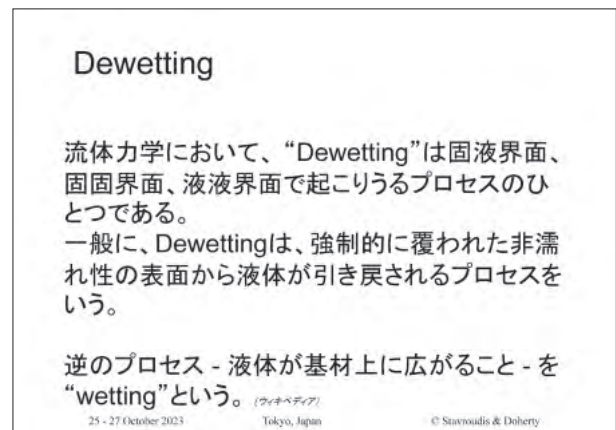 Dewetting
流体力学において、“Dewetting”は固液界面、
固固界面、液液界面で起こりうるプロセスのひ
とつである。
一般に、Dewettingは、強制的に覆われた非濡
れ性の表面から液体が引き戻されるプロセスを
いう。
逆のプロセス - 液体が基材上に広がること - を
“wetting”という。(ウィキペディア)
25 - 27 October 2023 Tokyo, Japan © Stavroudis & Doherty